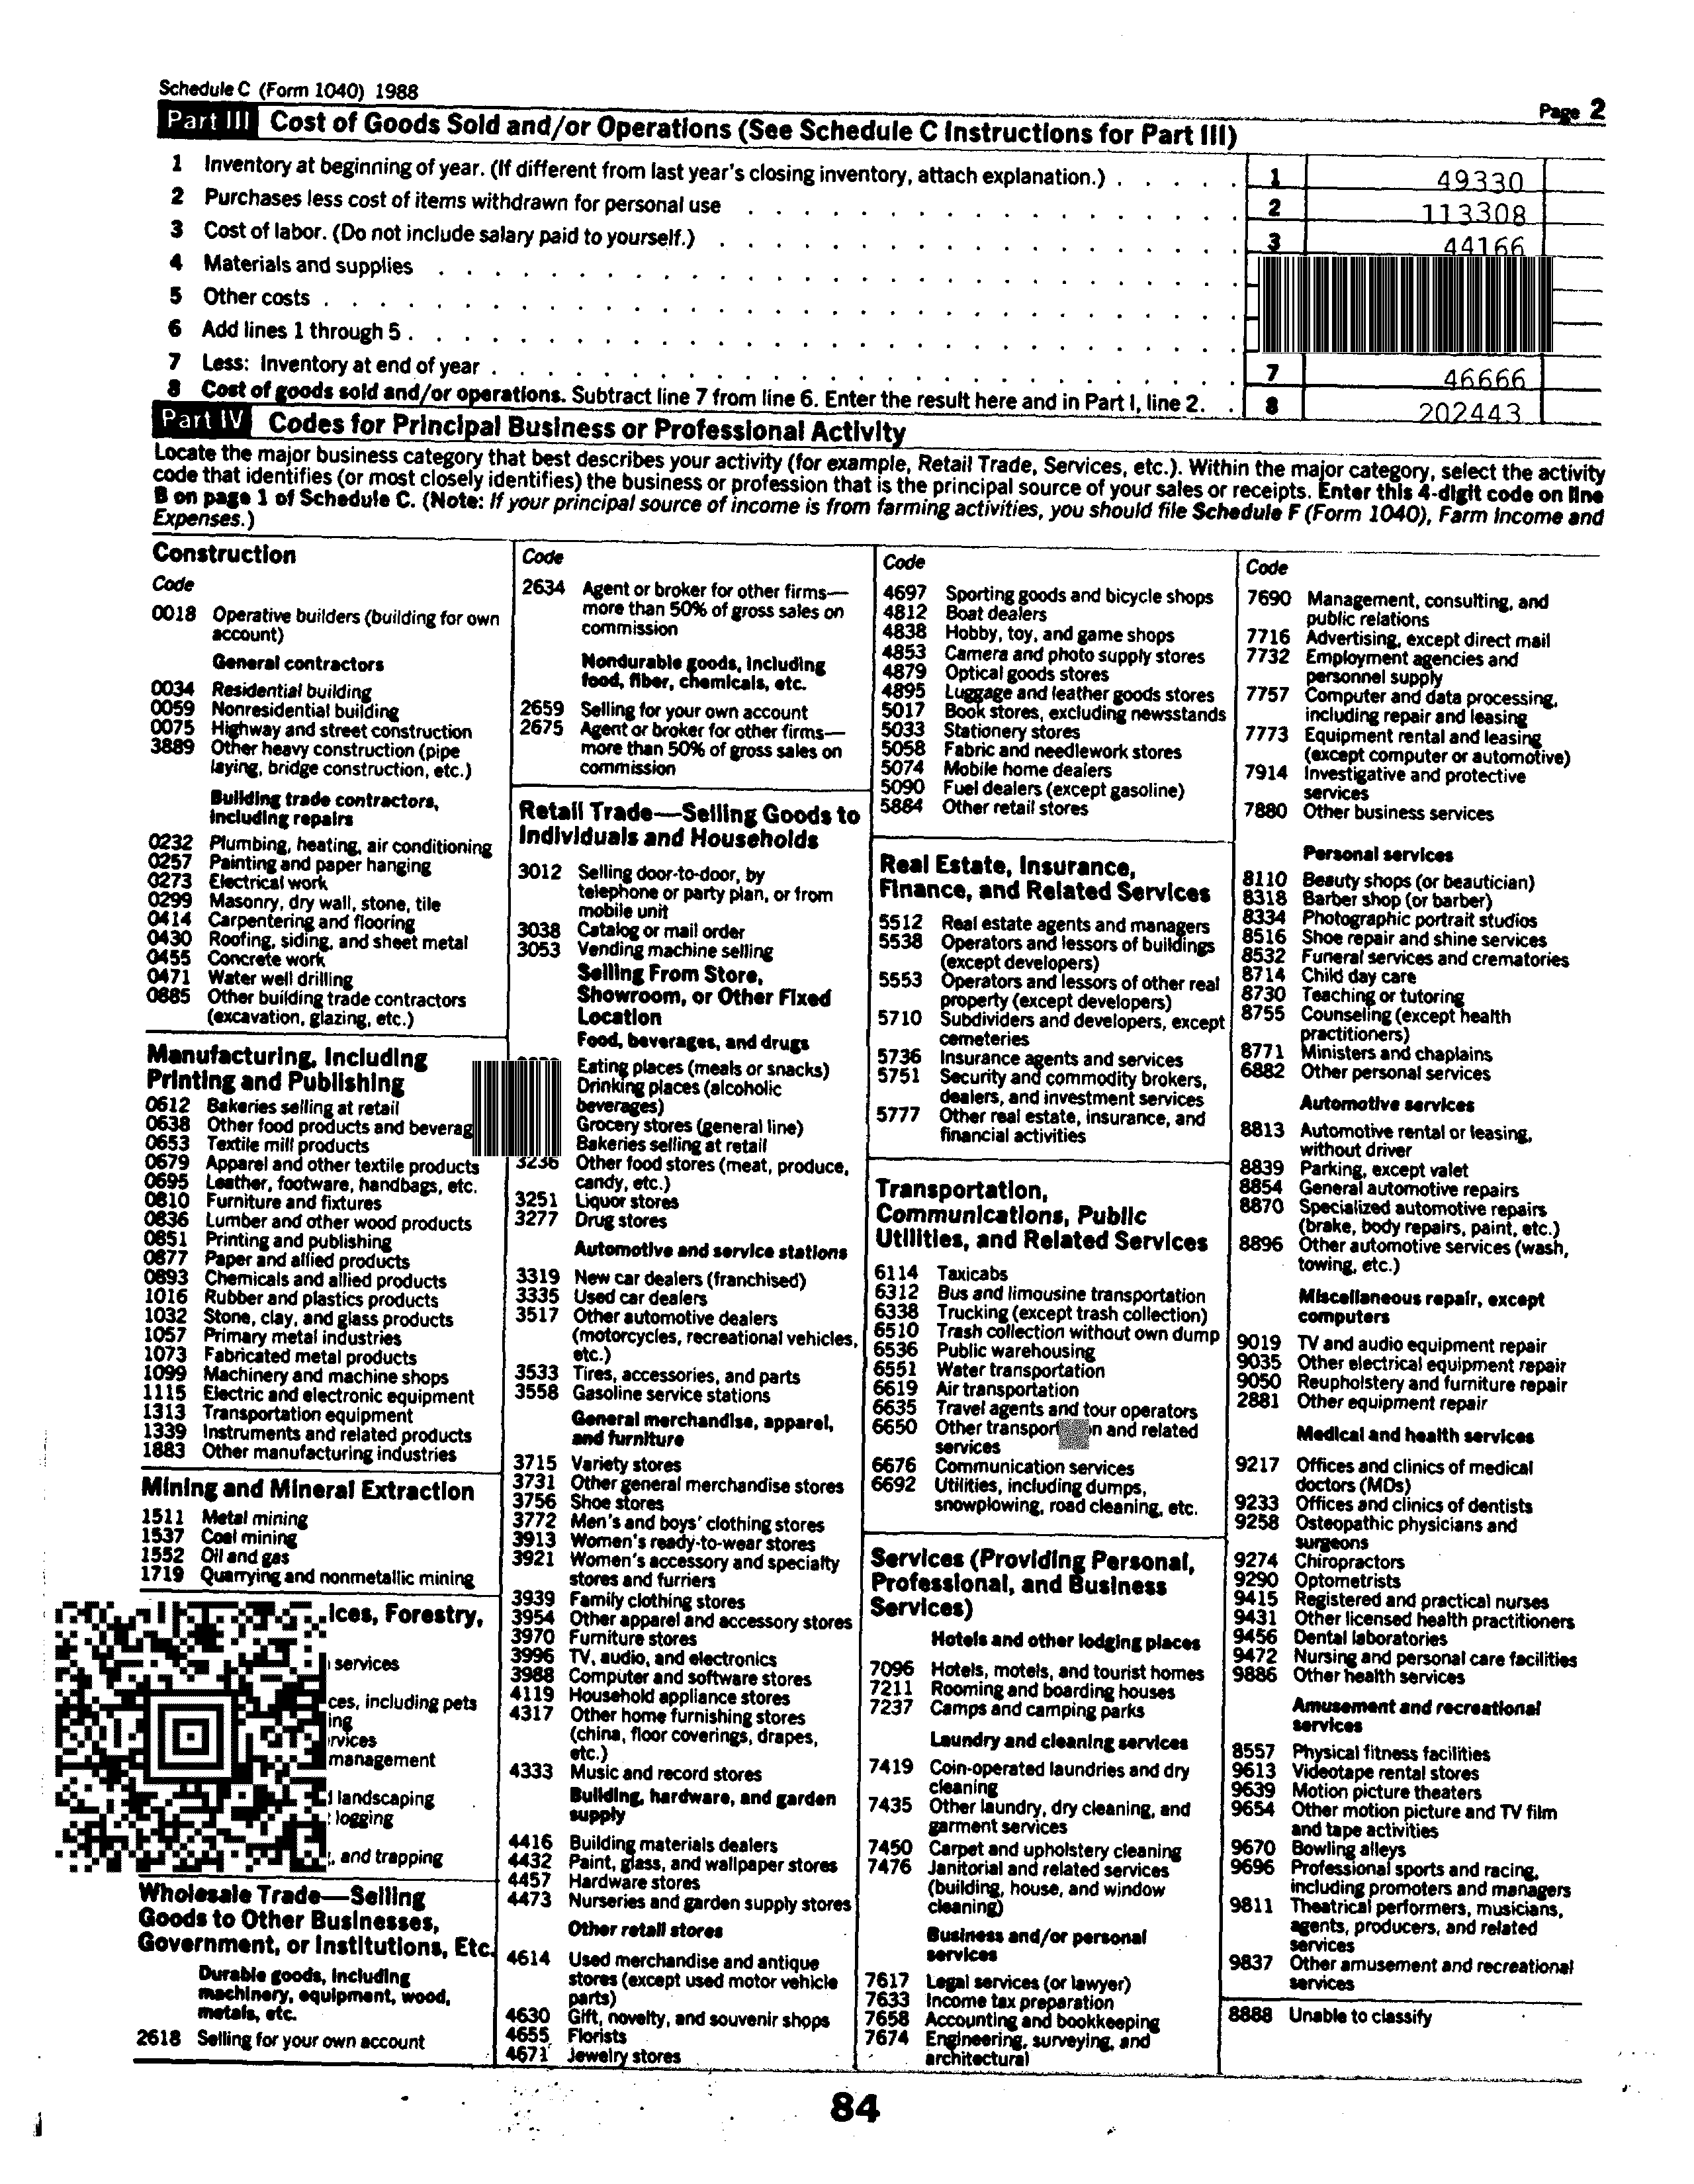 Schedule C (Form 1040) 1988
Page 2
Part III Cost of Goods Sold and/or Operations (See Schedule C Instructions for Part III)
1 Inventory at beginning of year. (If different from last year's closing inventory, attach explanation.) . . . . . 1 49330
2 Purchases less cost of items withdrawn for personal use 2 113308
3 Cost of labor. (Do not include salary paid to yourself.) 3 44166
4 Materials and supplies
5 Other costs
6 Add lines 1 through 5
7 Less: Inventory at end of year 7 46666
8 Cost of goods sold and/or operations. Subtract line 7 from line 6. Enter the result here and in Part I, line 2. . 8 202443
Part IV Codes for Principal Business or Professional Activity
Locate the major business category that best describes your activity (for example, Retail Trade, Services, etc.). Within the major category, select the activity
code that identifies (or most closely identifies) the business or profession that is the principal source of your sales or receipts. Enter this 4-digit code on line
B on page 1 of Schedule C. (Note: If your principal source of income is from farming activities, you should file Schedule F (Form 1040), Farm Income and
Expenses.)
Construction
Code
0018 Operative builders (building for own
account)
General contractors
0034 Residential building
0059 Nonresidential building
0075 Highway and street construction
3889 Other heavy construction (pipe
laying, bridge construction, etc.)
Building trade contractors,
including repairs
0232 Plumbing, heating, air conditioning
0257 Painting and paper hanging
0273 Electrical work
0299 Masonry, dry wall, stone, tile
0414 Carpentering and flooring
0430 Roofing, siding, and sheet metal
0455 Concrete work
0471 Water well drilling
0885 Other building trade contractors
(excavation, glazing, etc.)
Manufacturing, Including
Printing and Publishing
0612 Bakeries selling at retail
0638 Other food products and
0653 Textile mill products
0679 Apparel and other textile products
0695 Leather, footware, handbags, etc.
0810 Furniture and fixtures
0836 Lumber and other wood products
0851 Printing and publishing
0877 Paper and allied products
0893 Chemicals and allied products
1016 Rubber and plastics products
1032 Stone, clay, and glass products
1057 Primary metal industries
1073 Fabricated metal products
1099 Machinery and machine shops
1115 Electric and electronic equipment
1313 Transportation equipment
1339 Instruments and related products
1883 Other manufacturing industries
Mining and Mineral Extraction
1511 Metal mining
1537 Coal mining
1552 Oil and gas
1719 Quarrying and nonmetallic mining
Forestry,
services
including pets
management
landscaping
logging
and trapping
Wholesale Trade—Selling
Goods to Other Businesses,
Government, or Institutions, Etc.
Durable goods, including
machinery, equipment, wood,
metals, etc.
2618 Selling for your own account
Code
2634 Agent or broker for other firms—
more than 50% of gross sales on
commission
Nondurable goods, including
food, fiber, chemicals, etc.
2659 Selling for your own account
2675 Agent or broker for other firms—
more than 50% of gross sales on
commission
Retail Trade—Selling Goods to
Individuals and Households
3012 Selling door-to-door, by
telephone or party plan, or from
mobile unit
3038 Catalog or mail order
3053 Vending machine selling
Selling From Store,
Showroom, or Other Fixed
Location
Food, beverages, and drugs
Eating places (meals or snacks)
Drinking places (alcoholic
beverages)
Grocery stores (general line)
Bakeries selling at retail
3236 Other food stores (meat, produce,
candy, etc.)
3251 Liquor stores
3277 Drug stores
Automotive and service stations
3319 New car dealers (franchised)
3335 Used car dealers
3517 Other automotive dealers
(motorcycles, recreational vehicles,
etc.)
3533 Tires, accessories, and parts
3558 Gasoline service stations
General merchandise, apparel,
and furniture
3715 Variety stores
3731 Other general merchandise stores
3756 Shoe stores
3772 Men's and boys' clothing stores
3913 Women's ready-to-wear stores
3921 Women's accessory and specialty
stores and furriers
3939 Family clothing stores
3954 Other apparel and accessory stores
3970 Furniture stores
3996 TV, audio, and electronics
3988 Computer and software stores
4119 Household appliance stores
4317 Other home furnishing stores
(china, floor coverings, drapes,
etc.)
4333 Music and record stores
Building, hardware, and garden
supply
4416 Building materials dealers
4432 Paint, glass, and wallpaper stores
4457 Hardware stores
4473 Nurseries and garden supply stores
Other retail stores
4614 Used merchandise and antique
stores (except used motor vehicle
parts)
4630 Gift, novelty, and souvenir shops
4655 Florists
4671 Jewelry stores
Code
4697 Sporting goods and bicycle shops
4812 Boat dealers
4838 Hobby, toy, and game shops
4853 Camera and photo supply stores
4879 Optical goods stores
4895 Luggage and leather goods stores
5017 Book stores, excluding newsstands
5033 Stationery stores
5058 Fabric and needlework stores
5074 Mobile home dealers
5090 Fuel dealers (except gasoline)
5884 Other retail stores
Real Estate, Insurance,
Finance, and Related Services
5512 Real estate agents and managers
5538 Operators and lessors of buildings
(except developers)
5553 Operators and lessors of other real
property (except developers)
5710 Subdividers and developers, except
cemeteries
5736 Insurance agents and services
5751 Security and commodity brokers,
dealers, and investment services
5777 Other real estate, insurance, and
financial activities
Transportation,
Communications, Public
Utilities, and Related Services
6114 Taxicabs
6312 Bus and limousine transportation
6338 Trucking (except trash collection)
6510 Trash collection without own dump
6536 Public warehousing
6551 Water transportation
6619 Air transportation
6635 Travel agents and tour operators
6650 Other and related
services
6676 Communication services
6692 Utilities, including dumps,
snowplowing, road cleaning, etc.
Services (Providing Personal,
Professional, and Business
Services)
Hotels and other lodging places
7096 Hotels, motels, and tourist homes
7211 Rooming and boarding houses
7237 Camps and camping parks
Laundry and cleaning services
7419 Coin-operated laundries and dry
cleaning
7435 Other laundry, dry cleaning, and
garment services
7450 Carpet and upholstery cleaning
7476 Janitorial and related services
(building, house, and window
cleaning)
Business and/or personal
services
7617 Legal services (or lawyer)
7633 Income tax preparation
7658 Accounting and bookkeeping
7674 Engineering, surveying, and
architectural
Code
7690 Management, consulting, and
public relations
7716 Advertising, except direct mail
7732 Employment agencies and
personnel supply
7757 Computer and data processing,
including repair and leasing
7773 Equipment rental and leasing
(except computer or automotive)
7914 Investigative and protective
services
7880 Other business services
Personal services
8110 Beauty shops (or beautician)
8318 Barber shop (or barber)
8334 Photographic portrait studios
8516 Shoe repair and shine services
8532 Funeral services and crematories
8714 Child day care
8730 Teaching or tutoring
8755 Counseling (except health
practitioners)
8771 Ministers and chaplains
6882 Other personal services
Automotive services
8813 Automotive rental or leasing,
without driver
8839 Parking, except valet
8854 General automotive repairs
8870 Specialized automotive repairs
(brake, body repairs, paint, etc.)
8896 Other automotive services (wash,
towing, etc.)
Miscellaneous repair, except
computers
9019 TV and audio equipment repair
9035 Other electrical equipment repair
9050 Reupholstery and furniture repair
2881 Other equipment repair
Medical and health services
9217 Offices and clinics of medical
doctors (MDs)
9233 Offices and clinics of dentists
9258 Osteopathic physicians and
surgeons
9274 Chiropractors
9290 Optometrists
9415 Registered and practical nurses
9431 Other licensed health practitioners
9456 Dental laboratories
9472 Nursing and personal care facilities
9886 Other health services
Amusement and recreational
services
8557 Physical fitness facilities
9613 Videotape rental stores
9639 Motion picture theaters
9654 Other motion picture and TV film
and tape activities
9670 Bowling alleys
9696 Professional sports and racing,
including promoters and managers
9811 Theatrical performers, musicians,
agents, producers, and related
services
9837 Other amusement and recreational
services
8888 Unable to classify
84